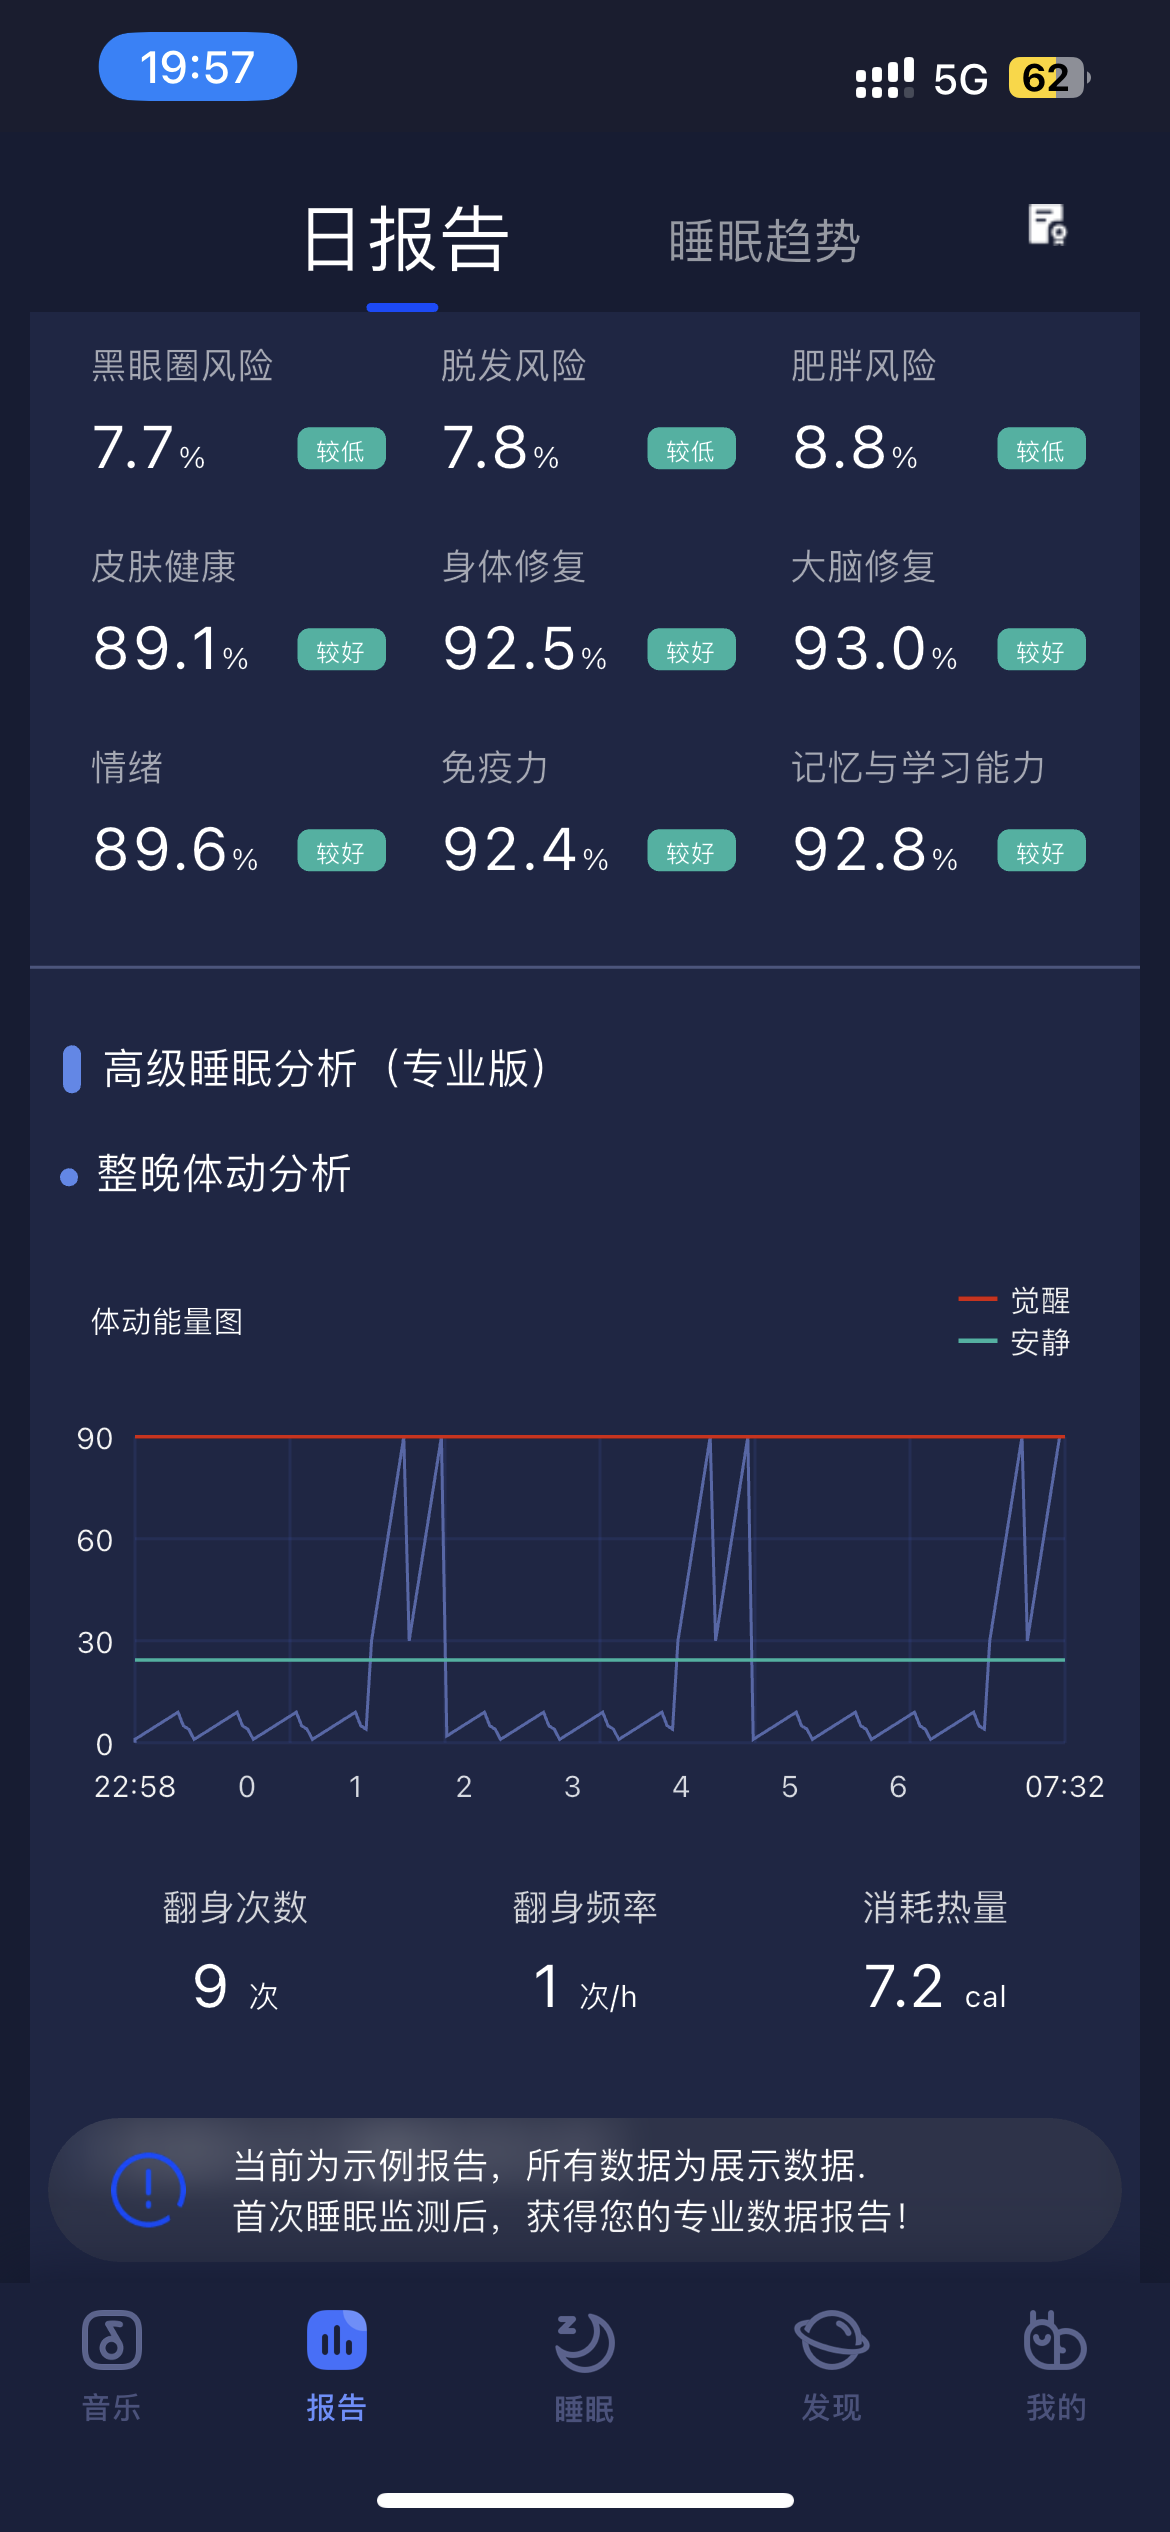 19:57
5G 62
日报告 睡眠趋势
黑眼圈风险 脱发风险 肥胖风险
7.7% 较低 7.8% 较低 8.8% 较低
皮肤健康 身体修复 大脑修复
89.1% 较好 92.5% 较好 93.0% 较好
情绪 免疫力 记忆与学习能力
89.6% 较好 92.4% 较好 92.8% 较好
高级睡眠分析（专业版）
整晚体动分析
体动能量图
觉醒
安静
90
60
30
0
22:58 0 1 2 3 4 5 6 07:32
翻身次数 翻身频率 消耗热量
9 次 1 次/h 7.2 cal
当前为示例报告，所有数据为展示数据.
首次睡眠监测后，获得您的专业数据报告！
音乐 报告 睡眠 发现 我的